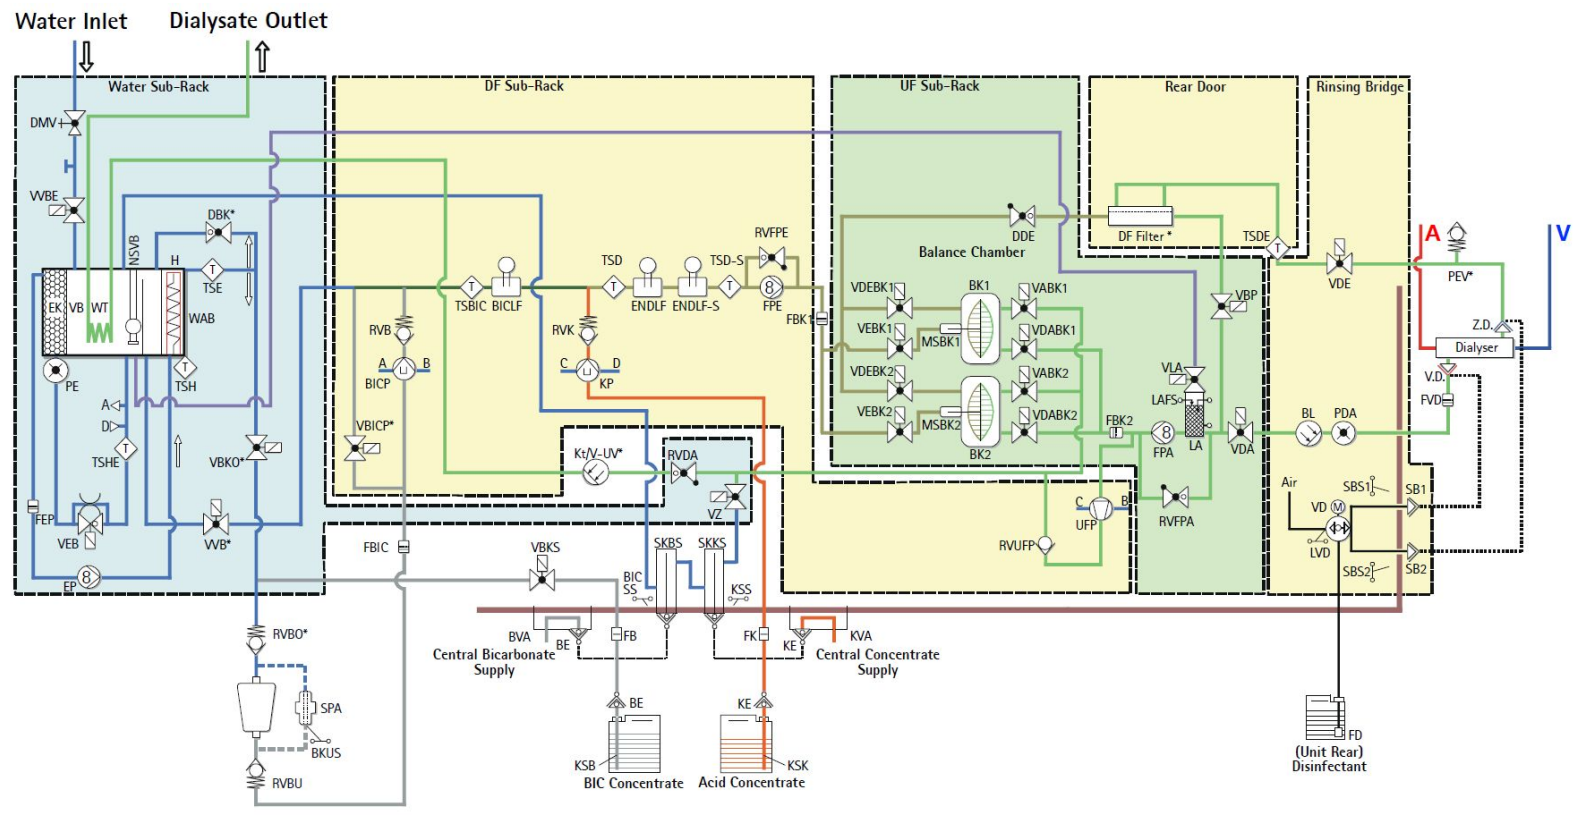 Water Inlet
Dialysate Outlet
Water Sub-Rack
DF Sub-Rack
UF Sub-Rack
Rear Door
Rinsing Bridge
DMV
VVBE
DBK*
NSVB
H
TSE
EK
VB
WT
WAB
PE
TSH
A
D
TSHE
VBKO*
FEP
VEB
VVB*
EP
RVB
A
B
BICP
VBICP*
TSBIC
BICLF
RVK
C
D
KP
TSD
ENDLF
ENDLF-S
TSD-S
RVFPE
FPE
FBK1
Kt/V-UV*
RVDA
VZ
FBIC
VBKS
BIC
SS
SKBS
SKKS
KSS
DDE
Balance Chamber
VDEBK1
BK1
VABK1
VEBK1
MSBK1
VDABK1
VDEBK2
VABK2
VEBK2
MSBK2
VDABK2
BK2
FBK2
FPA
VLA
LAFS
LA
VDA
RVFPA
C
B
UFP
RVUFP
DF Filter *
TSDE
VBP
VDE
A
V
PEV*
Z.D.
Dialyser
V.D.
FVD
BL
PDA
Air
SBS1
SB1
VD
M
LVD
SBS2
SB2
RVBO*
SPA
BKUS
RVBU
BVA
BE
FB
FK
KE
KVA
Central Bicarbonate
Supply
Central Concentrate
Supply
BE
KE
KSB
KSK
BIC Concentrate
Acid Concentrate
FD
(Unit Rear)
Disinfectant